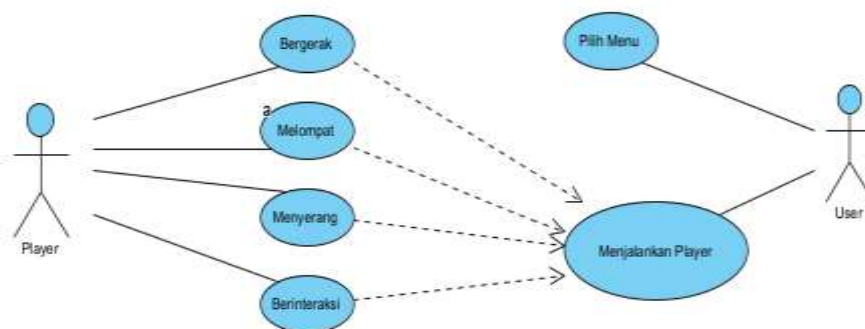 Bergerak
Pilih Menu
a
Melompat
Menyerang
Player
User
Menjalankan Player
Berinteraksi